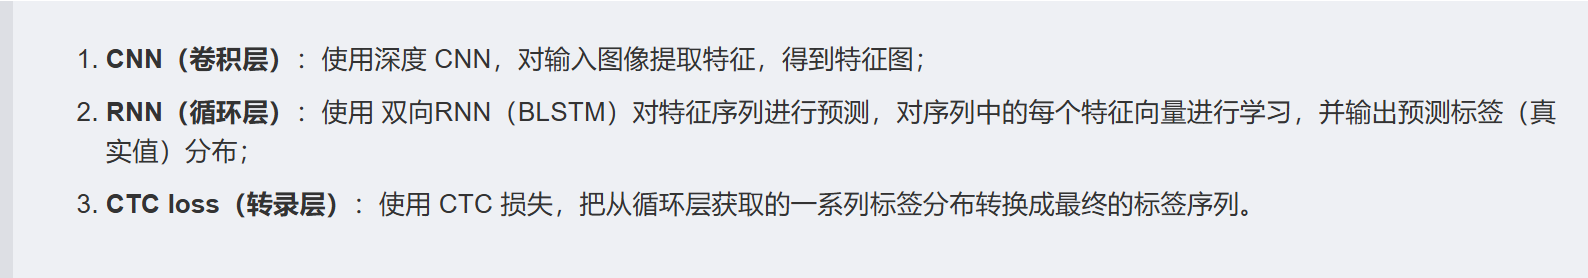 1. CNN（卷积层）：使用深度 CNN，对输入图像提取特征，得到特征图；
2. RNN（循环层）：使用 双向RNN（BLSTM）对特征序列进行预测，对序列中的每个特征向量进行学习，并输出预测标签（真
实值）分布；
3. CTC loss（转录层）：使用 CTC 损失，把从循环层获取的一系列标签分布转换成最终的标签序列。